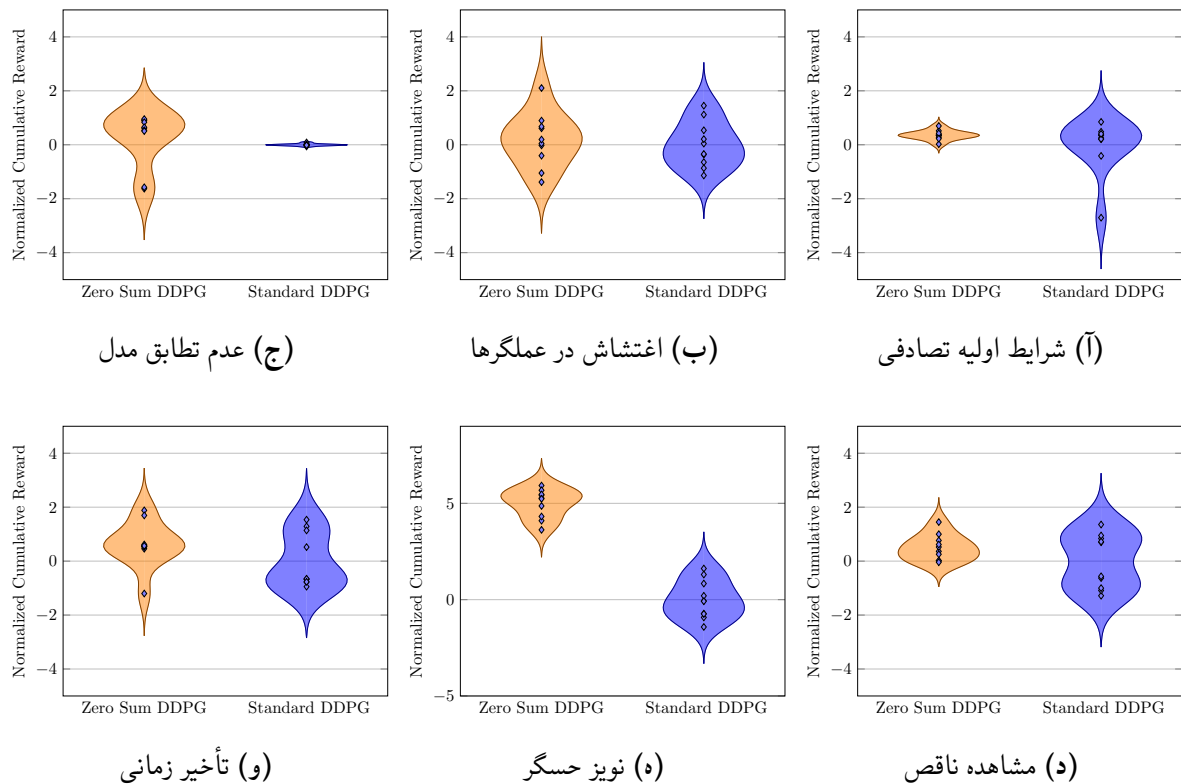 Normalized Cumulative Reward
4
2
0
−2
−4
Zero Sum DDPG
Standard DDPG
(آ) شرایط اولیه تصادفی
Normalized Cumulative Reward
4
2
0
−2
−4
Zero Sum DDPG
Standard DDPG
(ب) اغتشاش در عملگرها
Normalized Cumulative Reward
4
2
0
−2
−4
Zero Sum DDPG
Standard DDPG
(ج) عدم تطابق مدل
Normalized Cumulative Reward
4
2
0
−2
−4
Zero Sum DDPG
Standard DDPG
(د) مشاهده ناقص
Normalized Cumulative Reward
5
0
−5
Zero Sum DDPG
Standard DDPG
(ه) نویز حسگر
Normalized Cumulative Reward
4
2
0
−2
−4
Zero Sum DDPG
Standard DDPG
(و) تأخیر زمانی